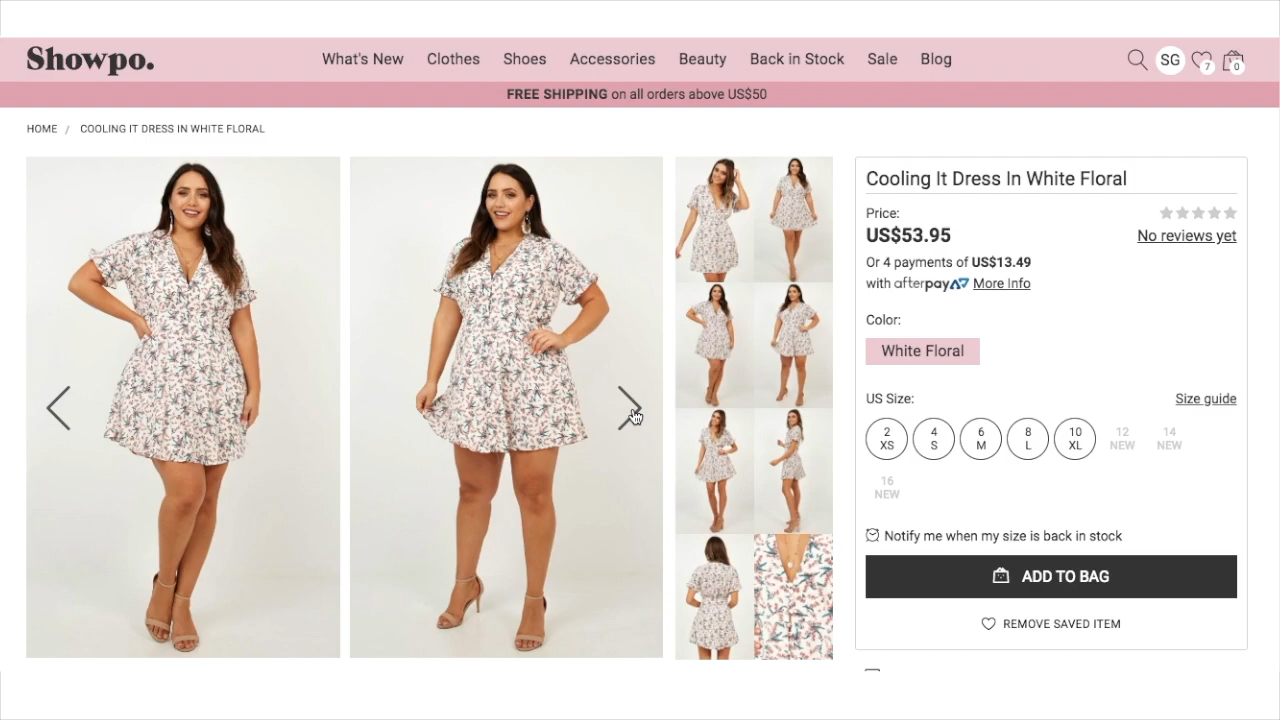 Showpo.
What's New Clothes Shoes Accessories Beauty Back in Stock Sale Blog
SG 7 0
FREE SHIPPING on all orders above US$50
HOME / COOLING IT DRESS IN WHITE FLORAL
Cooling It Dress In White Floral
Price:
US$53.95
No reviews yet
Or 4 payments of US$13.49
with afterpay More Info
Color:
White Floral
US Size: Size guide
2 4 6 8 10 12 14
XS S M L XL NEW NEW
16
NEW
Notify me when my size is back in stock
ADD TO BAG
REMOVE SAVED ITEM